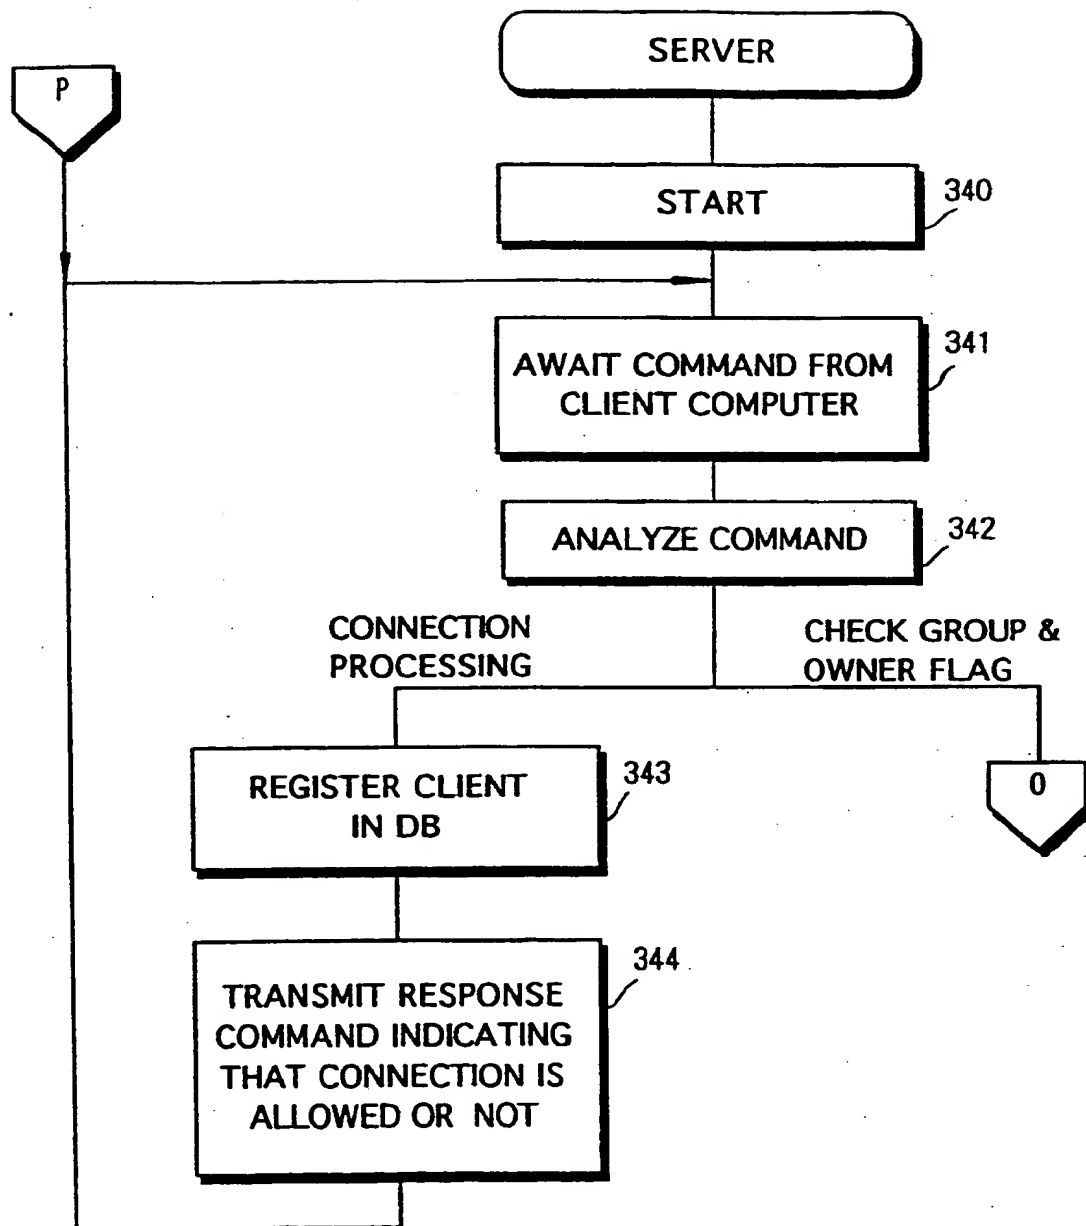 SERVER
P
START
340
AWAIT COMMAND FROM
CLIENT COMPUTER
341
ANALYZE COMMAND
342
CONNECTION
PROCESSING
CHECK GROUP &
OWNER FLAG
REGISTER CLIENT
IN DB
343
0
TRANSMIT RESPONSE
COMMAND INDICATING
THAT CONNECTION IS
ALLOWED OR NOT
344